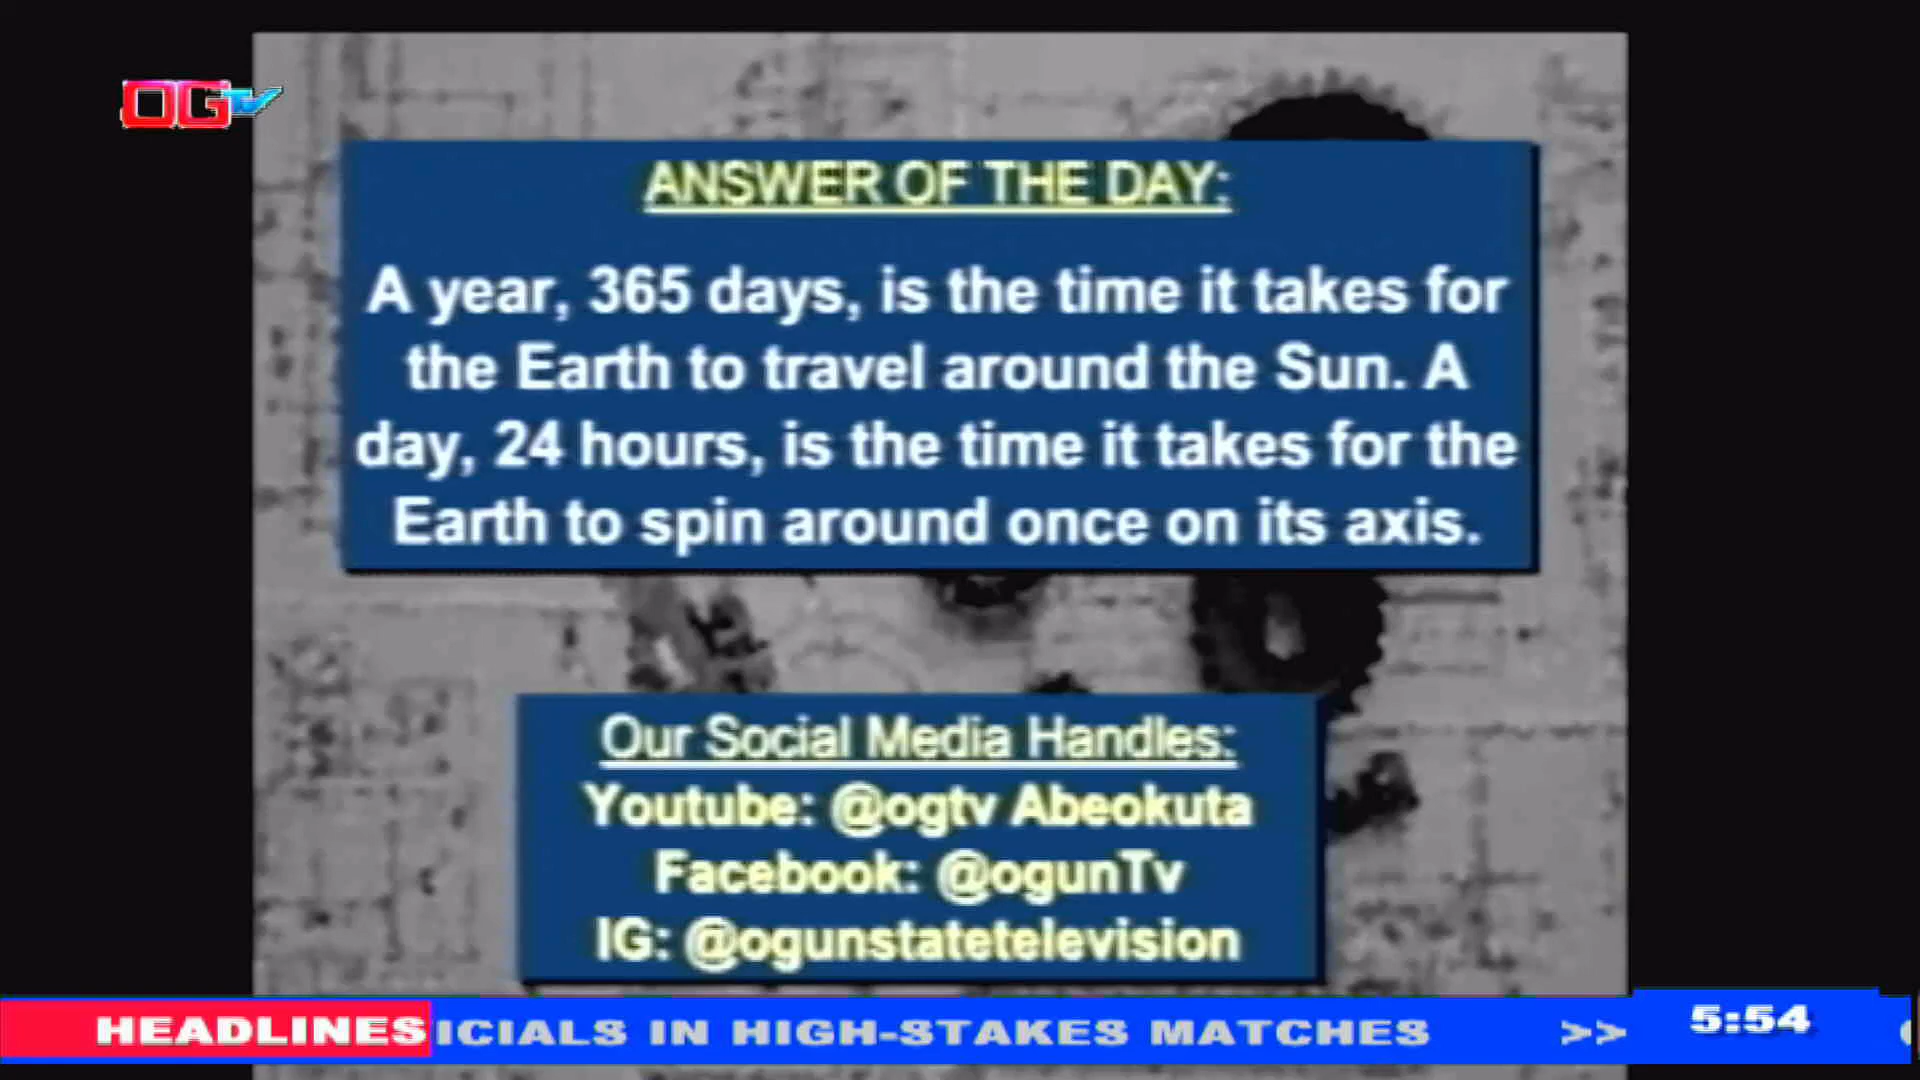 OGTV
ANSWER OF THE DAY:
A year, 365 days, is the time it takes for
the Earth to travel around the Sun. A
day, 24 hours, is the time it takes for the
Earth to spin around once on its axis.
Our Social Media Handles:
Youtube: @ogtv Abeokuta
Facebook: @ogunTv
IG: @ogunstatetelevision
HEADLINES ICIALS IN HIGH-STAKES MATCHES >> 5:54